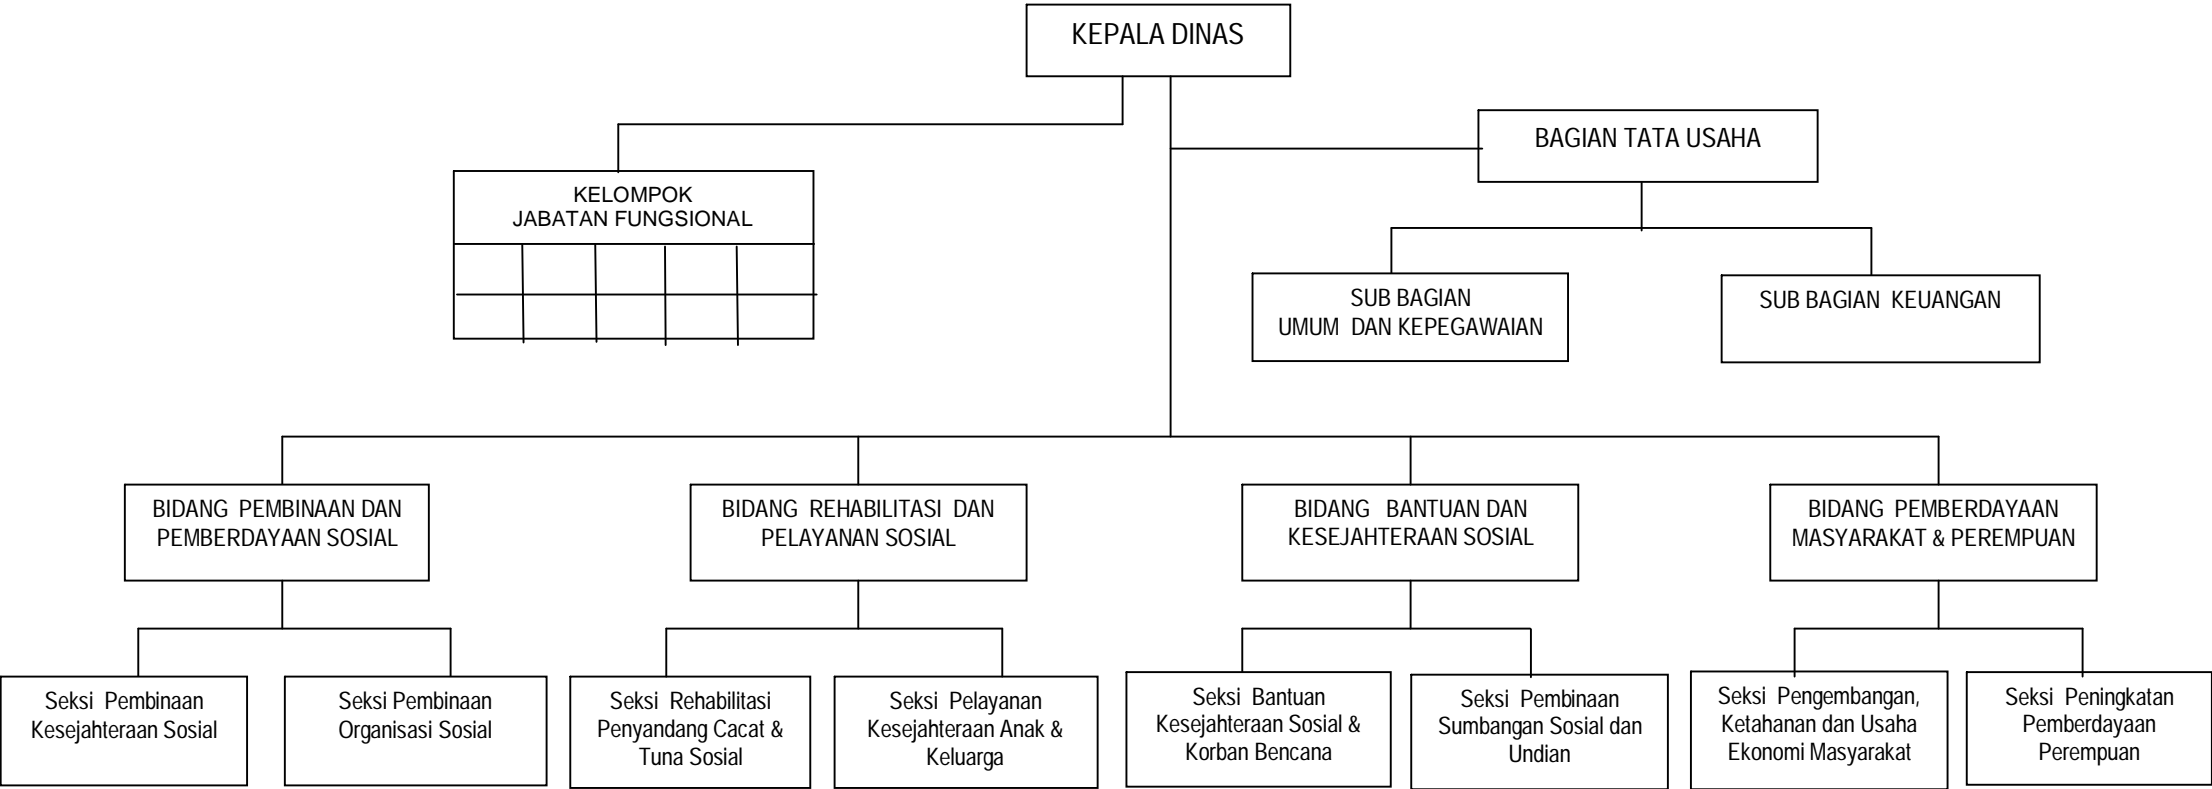 KEPALA DINAS
BAGIAN TATA USAHA
KELOMPOK
JABATAN FUNGSIONAL
SUB BAGIAN
UMUM DAN KEPEGAWAIAN
SUB BAGIAN KEUANGAN
BIDANG PEMBINAAN DAN
PEMBERDAYAAN SOSIAL
BIDANG REHABILITASI DAN
PELAYANAN SOSIAL
BIDANG BANTUAN DAN
KESEJAHTERAAN SOSIAL
BIDANG PEMBERDAYAAN
MASYARAKAT & PEREMPUAN
Seksi Pembinaan
Kesejahteraan Sosial
Seksi Pembinaan
Organisasi Sosial
Seksi Rehabilitasi
Penyandang Cacat &
Tuna Sosial
Seksi Pelayanan
Kesejahteraan Anak &
Keluarga
Seksi Bantuan
Kesejahteraan Sosial &
Korban Bencana
Seksi Pembinaan
Sumbangan Sosial dan
Undian
Seksi Pengembangan,
Ketahanan dan Usaha
Ekonomi Masyarakat
Seksi Peningkatan
Pemberdayaan
Perempuan